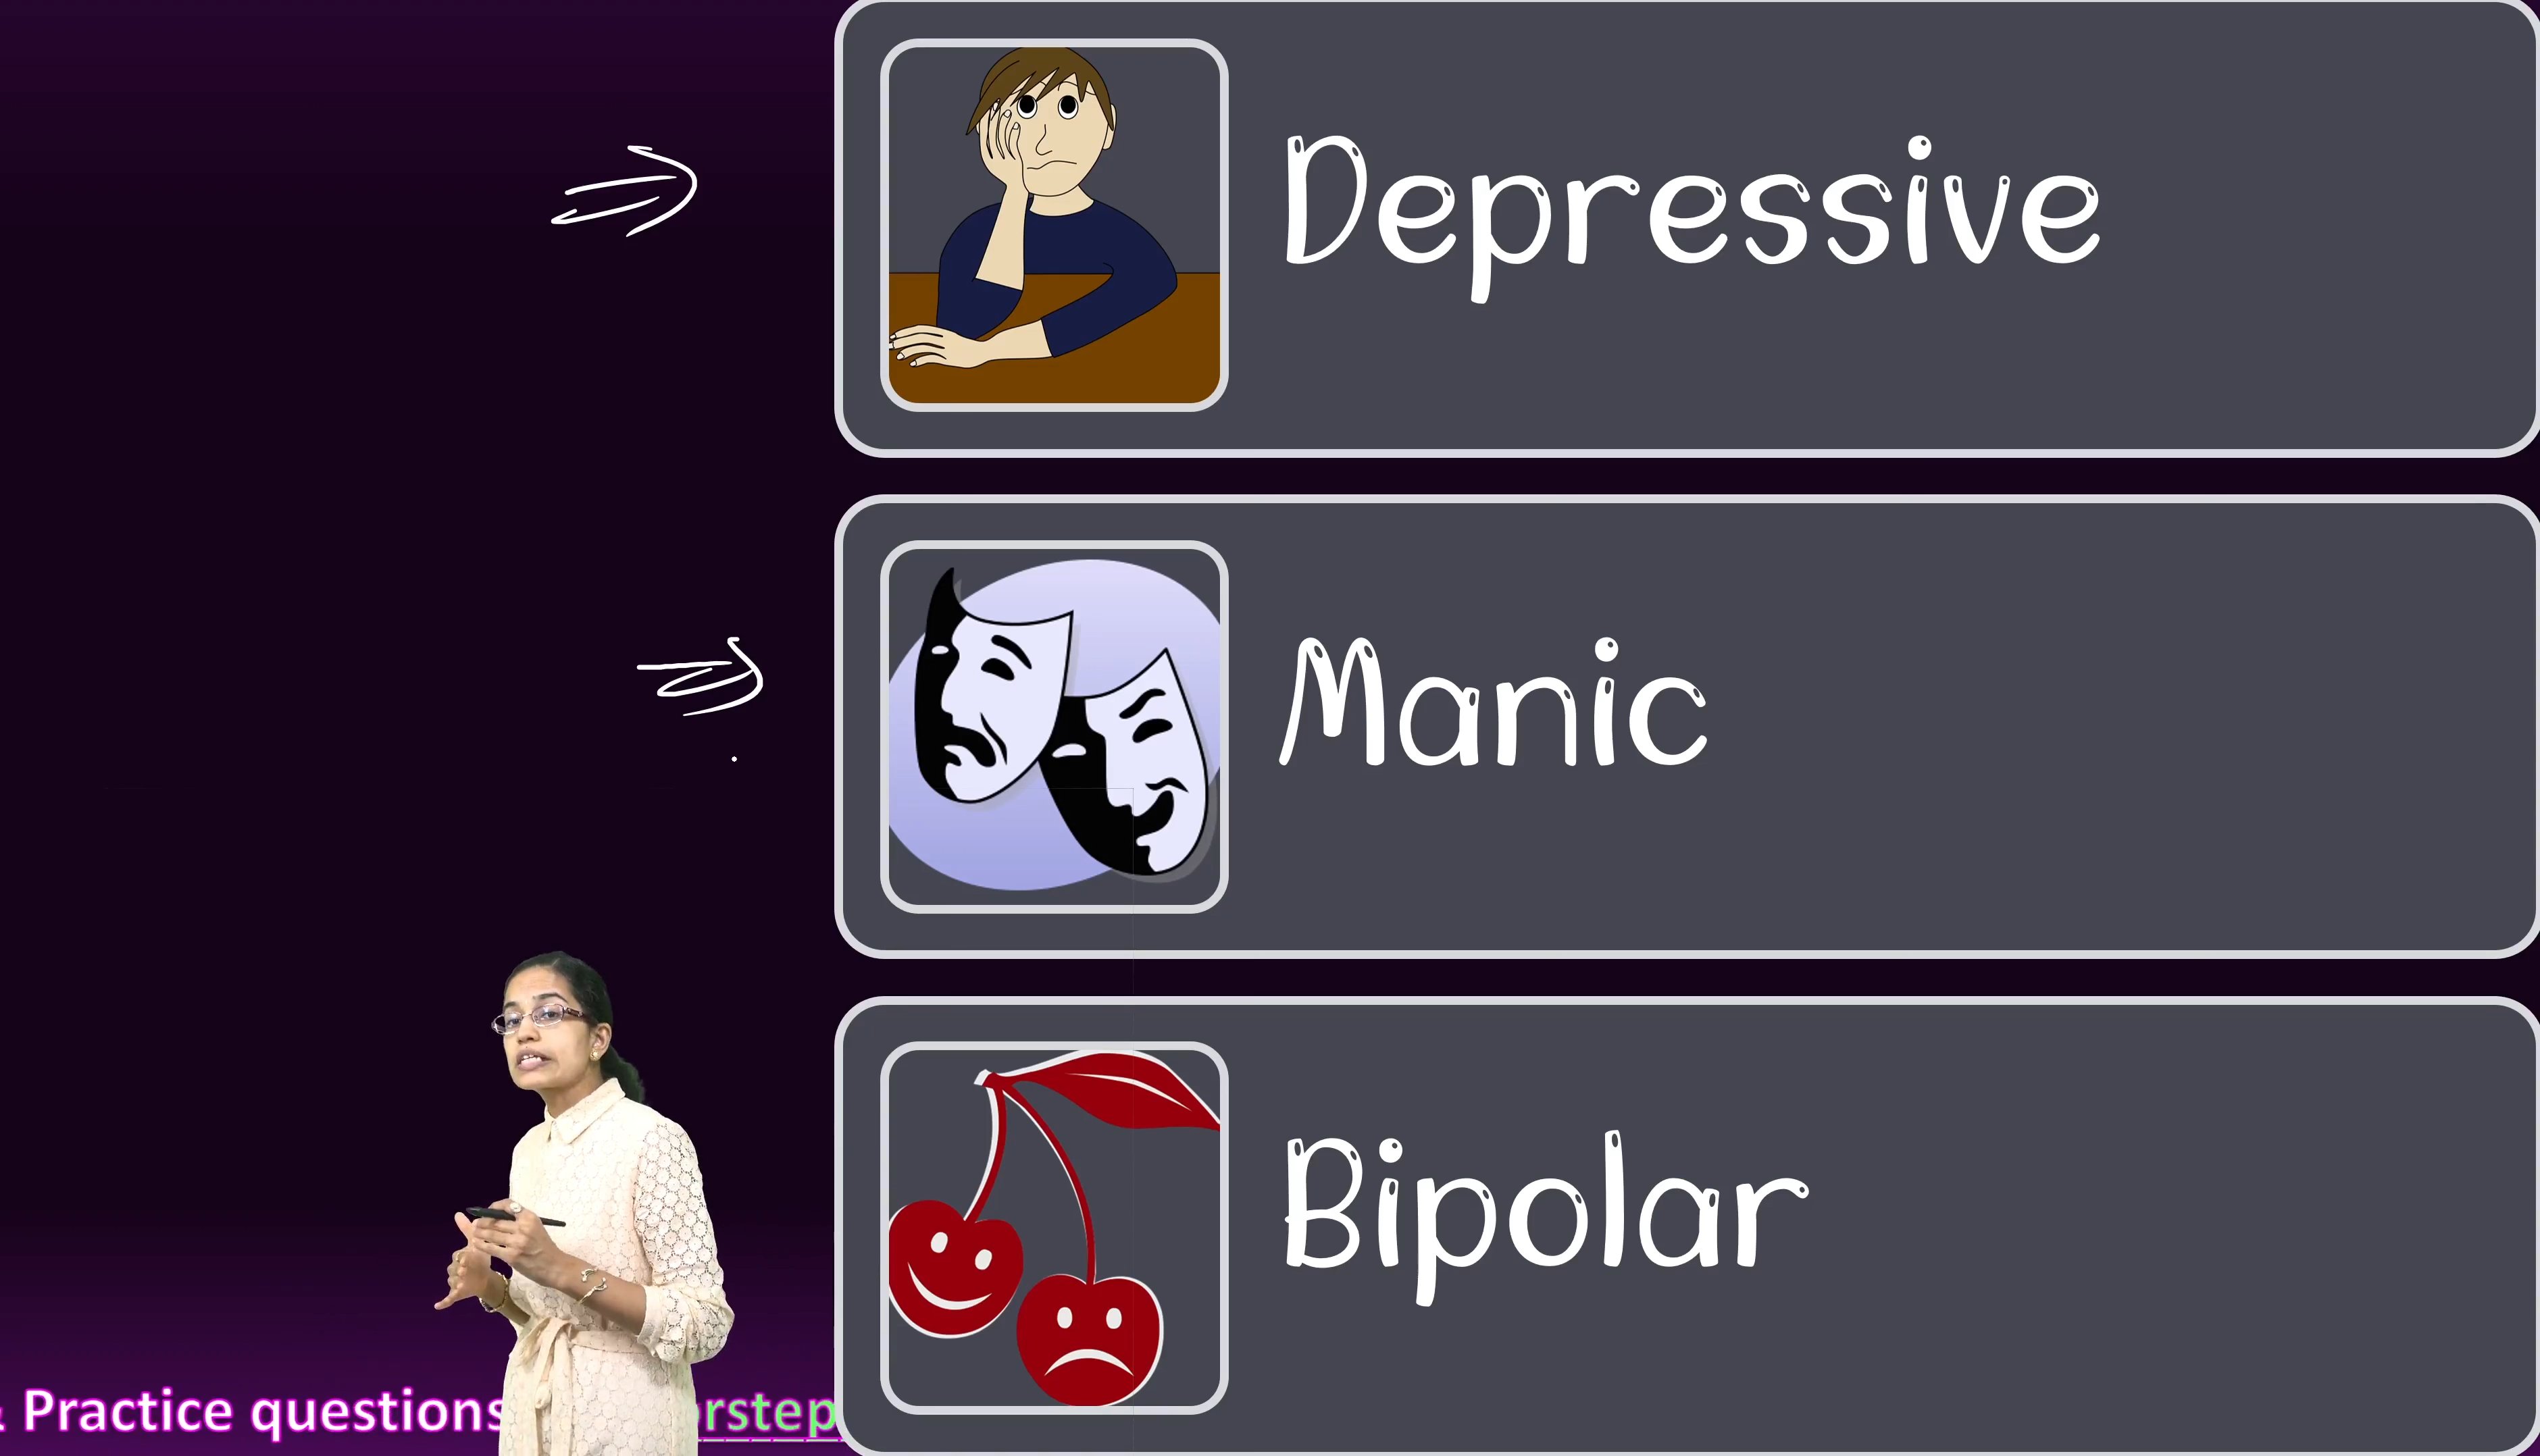 Depressive
Manic
Bipolar
& Practice questions